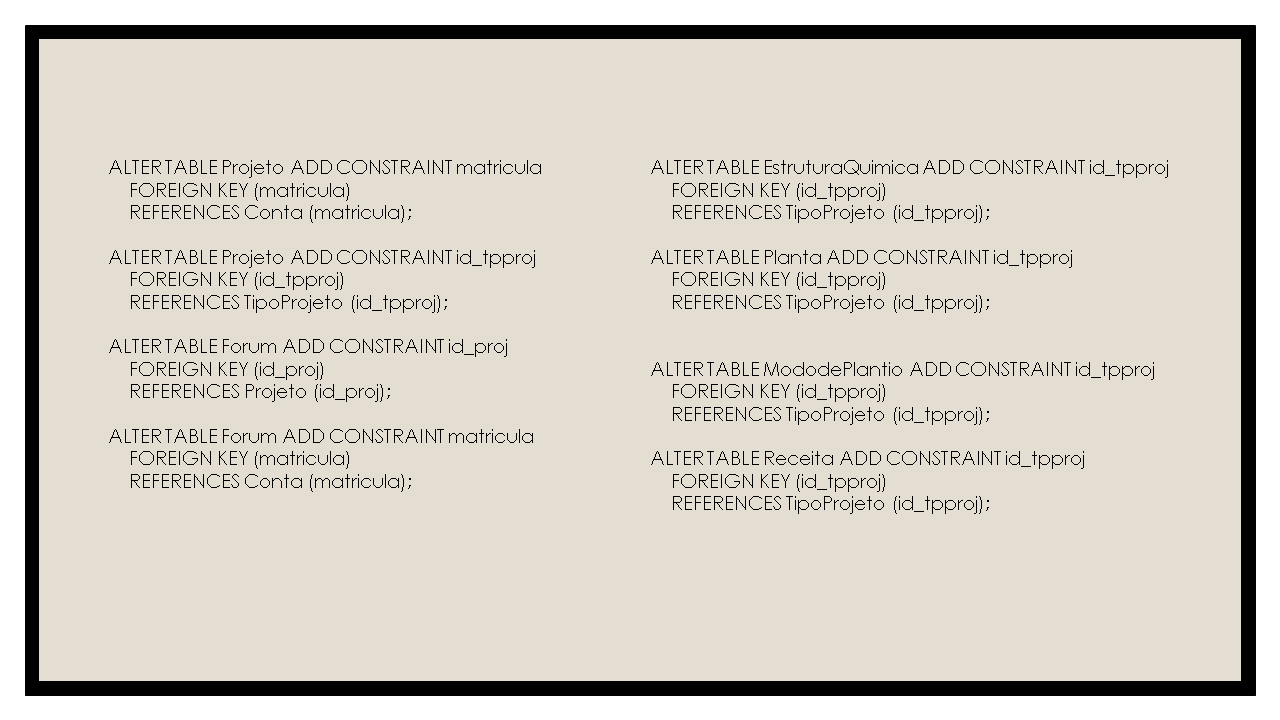 ALTER TABLE Projeto ADD CONSTRAINT matricula
FOREIGN KEY (matricula)
REFERENCES Conta (matricula);
ALTER TABLE Projeto ADD CONSTRAINT id_tpproj
FOREIGN KEY (id_tpproj)
REFERENCES TipoProjeto (id_tpproj);
ALTER TABLE Forum ADD CONSTRAINT id_proj
FOREIGN KEY (id_proj)
REFERENCES Projeto (id_proj);
ALTER TABLE Forum ADD CONSTRAINT matricula
FOREIGN KEY (matricula)
REFERENCES Conta (matricula);
ALTER TABLE EstruturaQuimica ADD CONSTRAINT id_tpproj
FOREIGN KEY (id_tpproj)
REFERENCES TipoProjeto (id_tpproj);
ALTER TABLE Planta ADD CONSTRAINT id_tpproj
FOREIGN KEY (id_tpproj)
REFERENCES TipoProjeto (id_tpproj);
ALTER TABLE MododePlantio ADD CONSTRAINT id_tpproj
FOREIGN KEY (id_tpproj)
REFERENCES TipoProjeto (id_tpproj);
ALTER TABLE Receita ADD CONSTRAINT id_tpproj
FOREIGN KEY (id_tpproj)
REFERENCES TipoProjeto (id_tpproj);